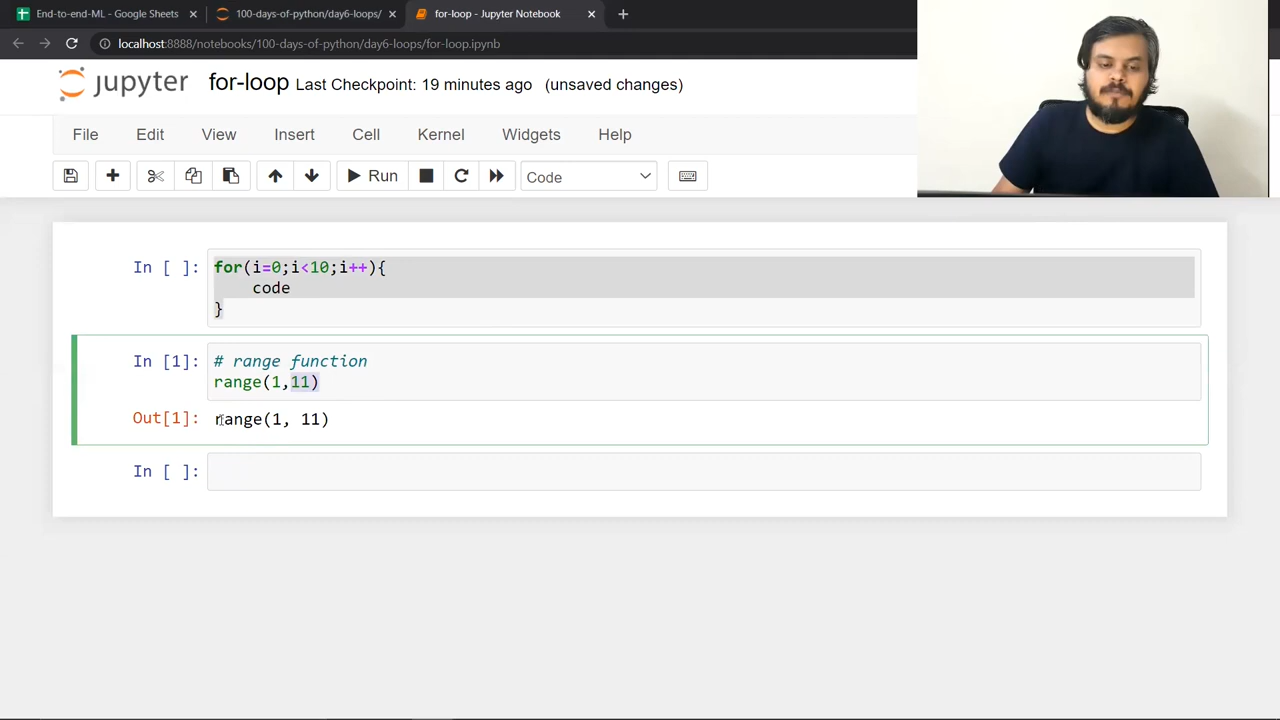 End-to-end-ML - Google Sheets
100-days-of-python/day6-loops/
for-loop - Jupyter Notebook
localhost:8888/notebooks/100-days-of-python/day6-loops/for-loop.ipynb
jupyter for-loop Last Checkpoint: 19 minutes ago (unsaved changes)
File Edit View Insert Cell Kernel Widgets Help
Run Code
In [ ]: for(i=0;i<10;i++){
code
}
In [1]: # range function
range(1,11)
Out[1]: range(1, 11)
In [ ]: